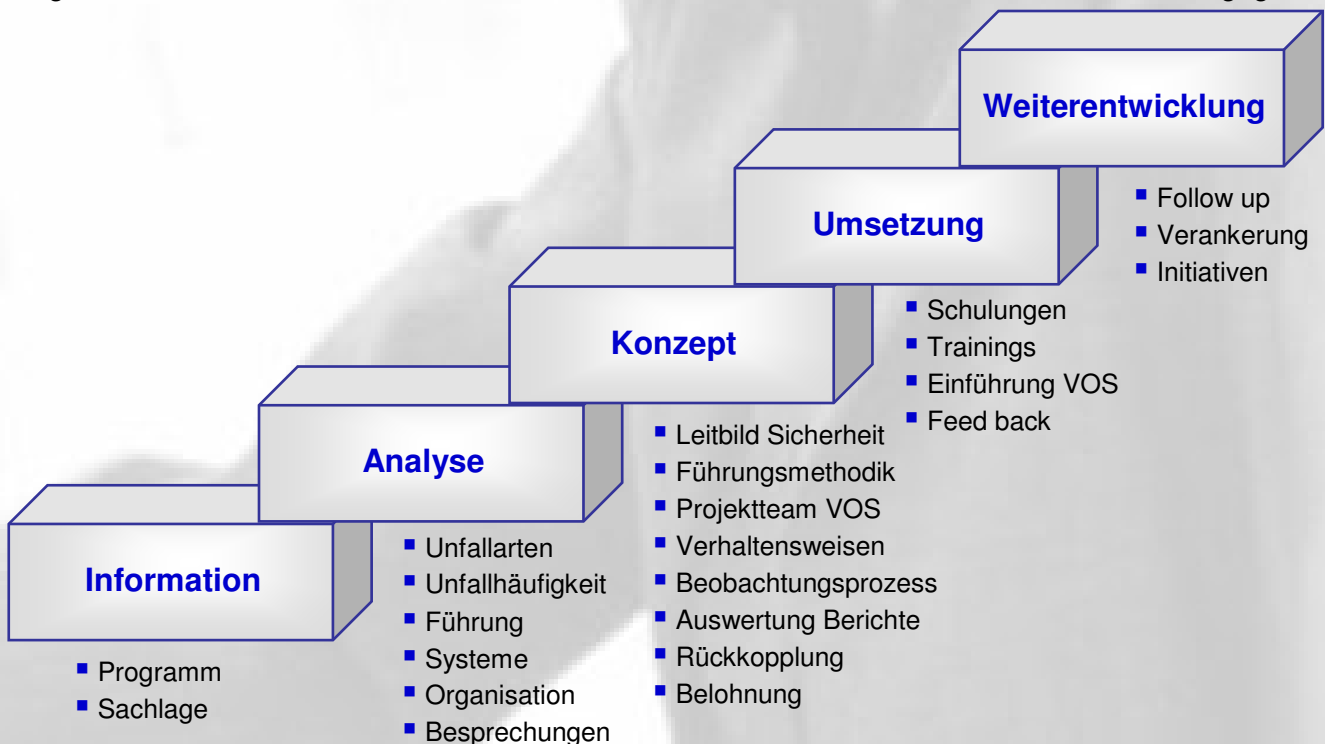 Weiterentwicklung
Follow up
Verankerung
Initiativen
Umsetzung
Schulungen
Trainings
Einführung VOS
Feed back
Konzept
Leitbild Sicherheit
Führungsmethodik
Projektteam VOS
Verhaltensweisen
Beobachtungsprozess
Auswertung Berichte
Rückkopplung
Belohnung
Analyse
Unfallarten
Unfallhäufigkeit
Führung
Systeme
Organisation
Besprechungen
Information
Programm
Sachlage